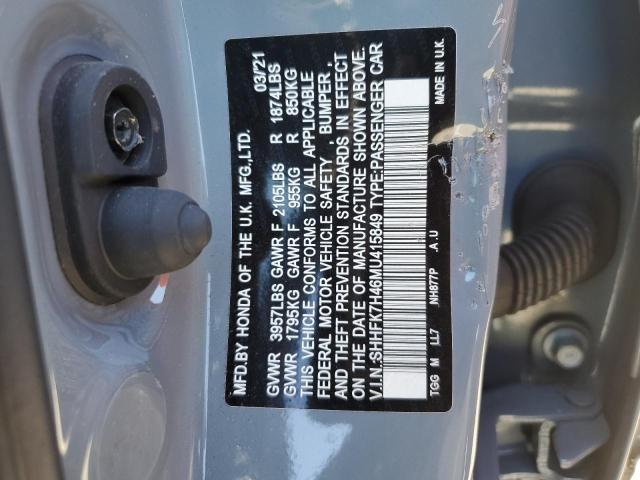 MFD.BY HONDA OF THE U.K. MFG.,LTD. 03/21
GVWR 3957LBS GAWR F 2105LBS R 1874LBS
GVWR 1795KG GAWR F 955KG R 850KG
THIS VEHICLE CONFORMS TO ALL APPLICABLE
FEDERAL MOTOR VEHICLE SAFETY , BUMPER ,
AND THEFT PREVENTION STANDARDS IN EFFECT
ON THE DATE OF MANUFACTURE SHOWN ABOVE.
V.I.N.:SHHFK7H46MU415849 TYPE:PASSENGER CAR
TGG M LL7 NH877P A.U MADE IN U.K.